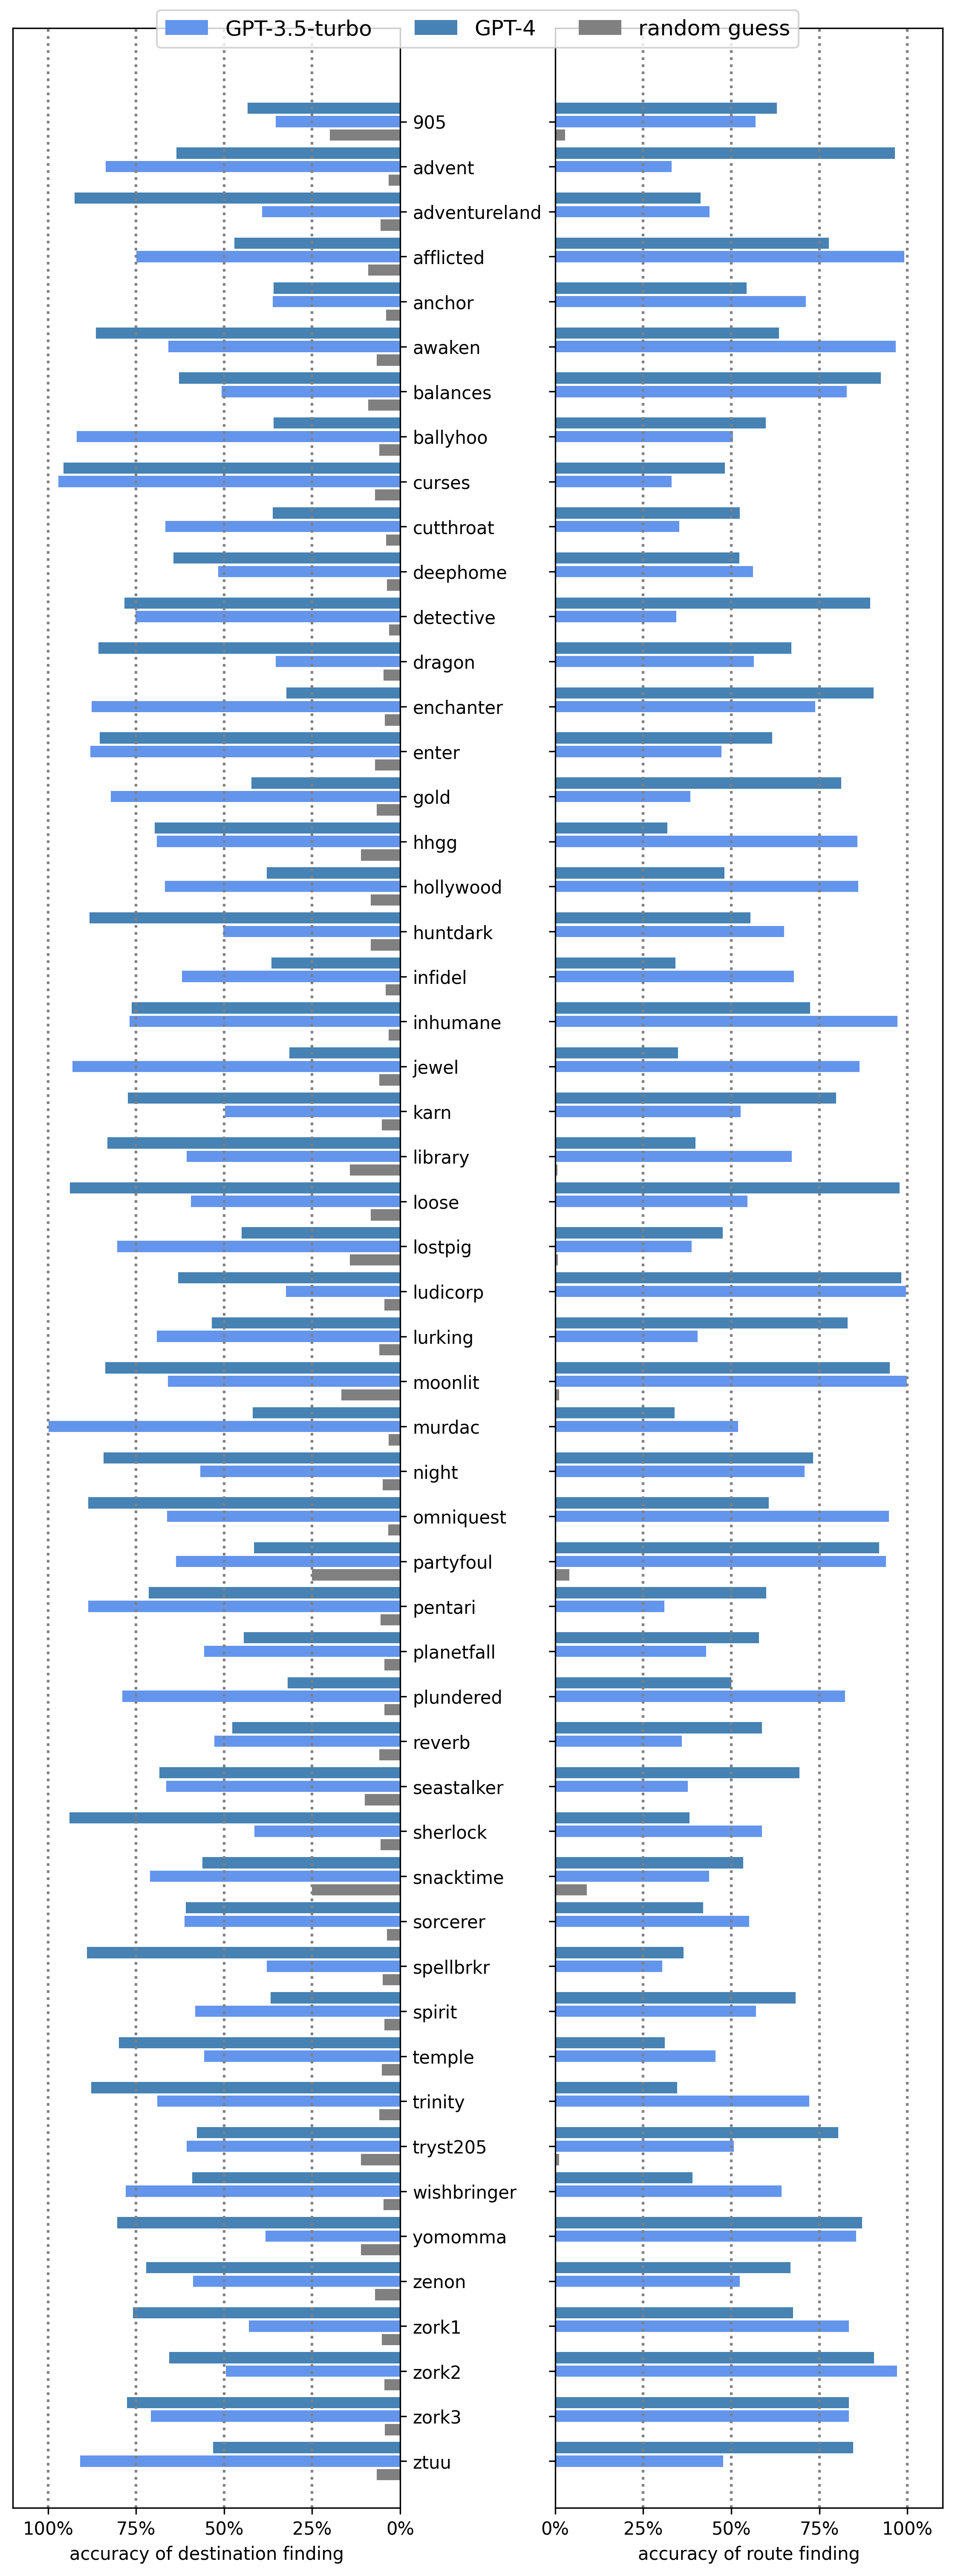 GPT-3.5-turbo GPT-4 random guess
905
advent
adventureland
afflicted
anchor
awaken
balances
ballyhoo
curses
cutthroat
deephome
detective
dragon
enchanter
enter
gold
hhgg
hollywood
huntdark
infidel
inhumane
jewel
karn
library
loose
lostpig
ludicorp
lurking
moonlit
murdac
night
omniquest
partyfoul
pentari
planetfall
plundered
reverb
seastalker
sherlock
snacktime
sorcerer
spellbrkr
spirit
temple
trinity
tryst205
wishbringer
yomomma
zenon
zork1
zork2
zork3
ztuu
100% 75% 50% 25% 0% 0% 25% 50% 75% 100%
accuracy of destination finding accuracy of route finding